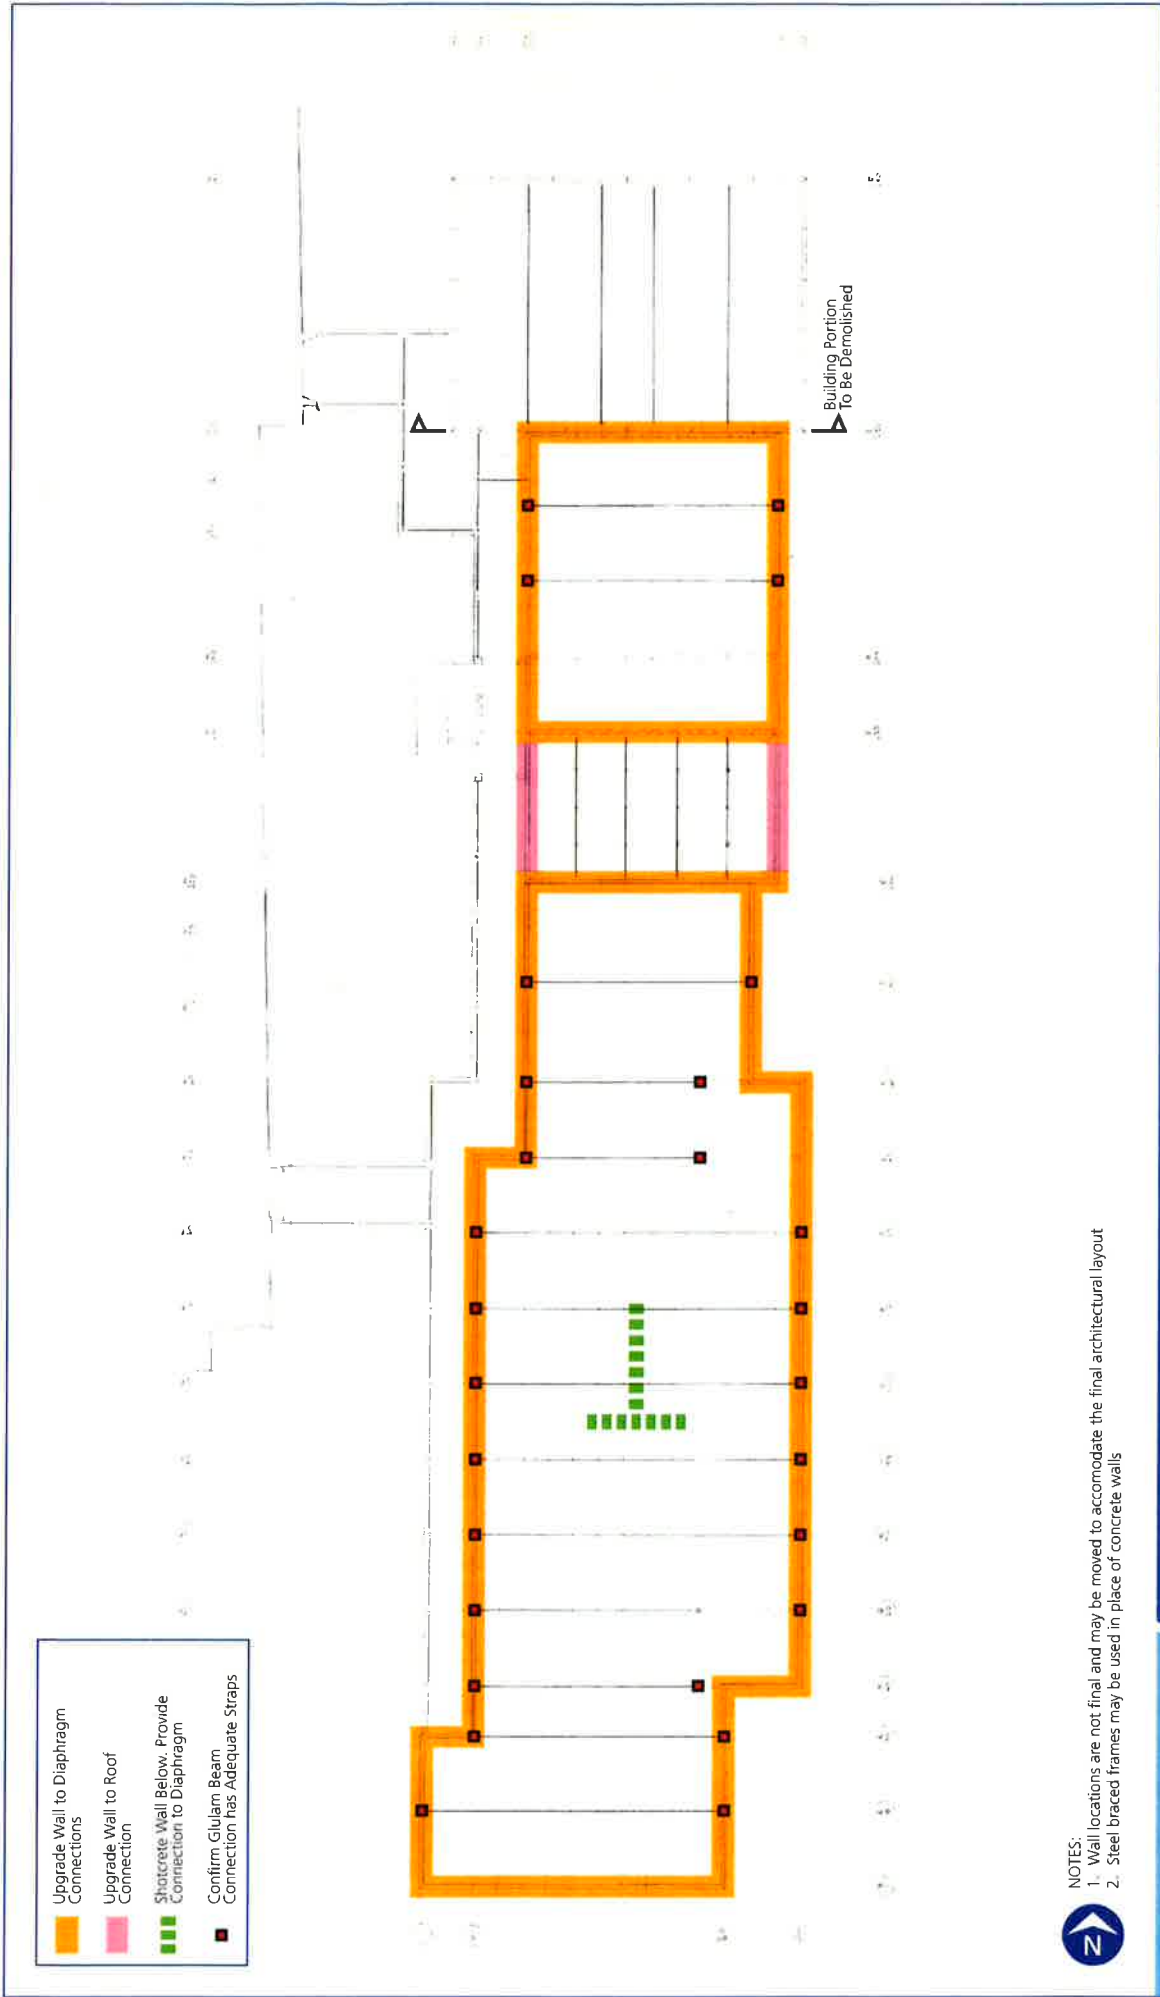 Upgrade Wall to Diaphragm
Connections
Upgrade Wall to Roof
Connection
Shotcrete Wall Below. Provide
Connection to Diaphragm
Confirm Glulam Beam
Connection has Adequate Straps
Building Portion
To Be Demolished
NOTES:
1. Wall locations are not final and may be moved to accomodate the final architectural layout
2. Steel braced frames may be used in place of concrete walls
N